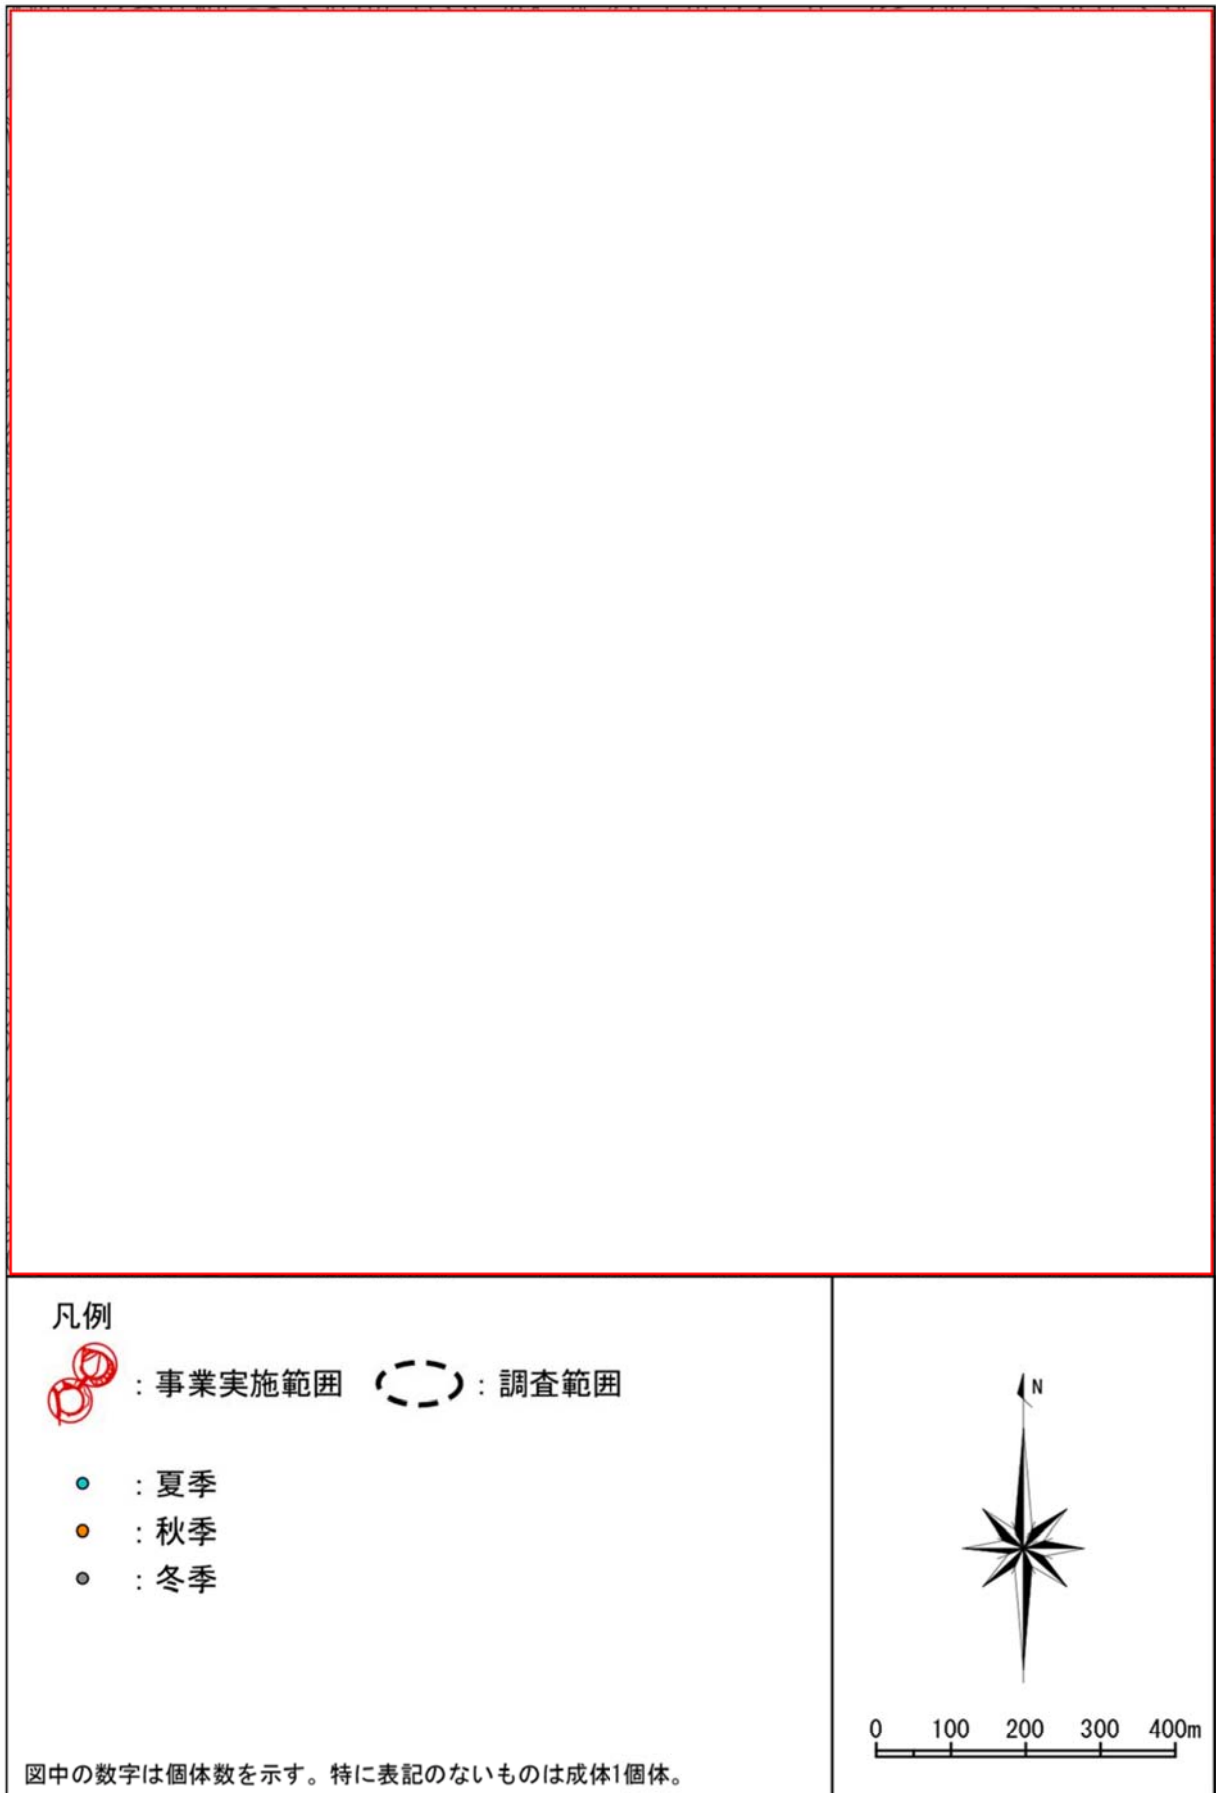 凡例
：事業実施範囲 ：調査範囲
：夏季
：秋季
：冬季
図中の数字は個体数を示す。特に表記のないものは成体1個体。
N
0 100 200 300 400m